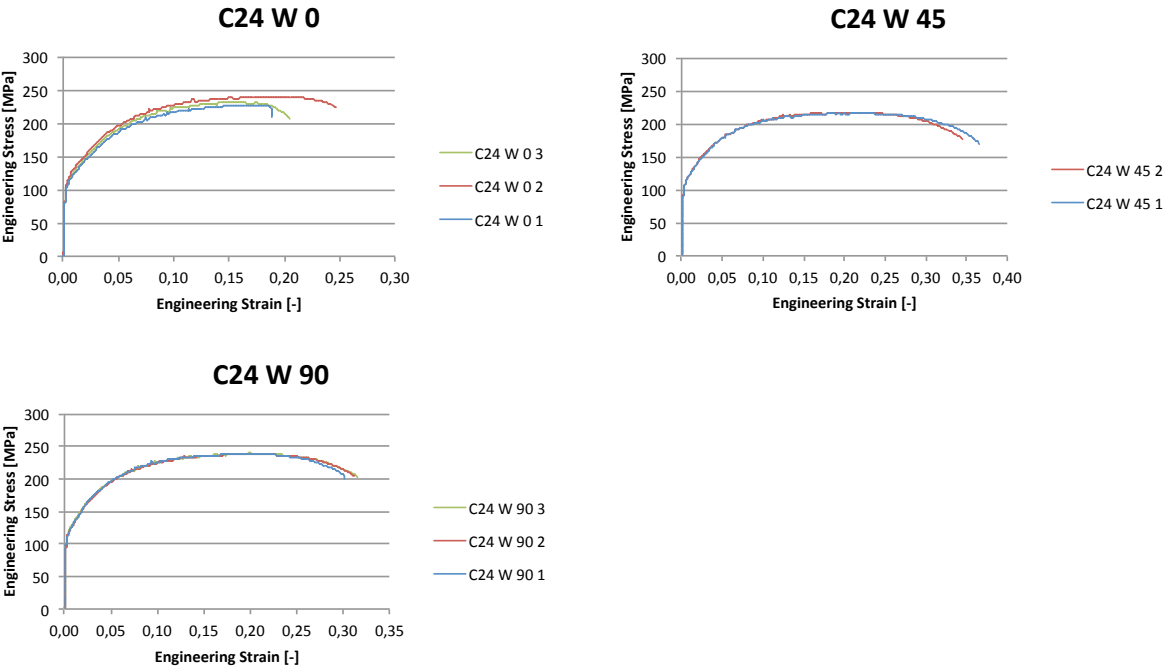 C24 W 0
300
250
200
150
100
50
0
Engineering Stress [MPa]
0,00 0,05 0,10 0,15 0,20 0,25 0,30
Engineering Strain [-]
C24 W 0 3
C24 W 0 2
C24 W 0 1
C24 W 45
300
250
200
150
100
50
0
Engineering Stress [MPa]
0,00 0,05 0,10 0,15 0,20 0,25 0,30 0,35 0,40
Engineering Strain [-]
C24 W 45 2
C24 W 45 1
C24 W 90
300
250
200
150
100
50
0
Engineering Stress [MPa]
0,00 0,05 0,10 0,15 0,20 0,25 0,30 0,35
Engineering Strain [-]
C24 W 90 3
C24 W 90 2
C24 W 90 1